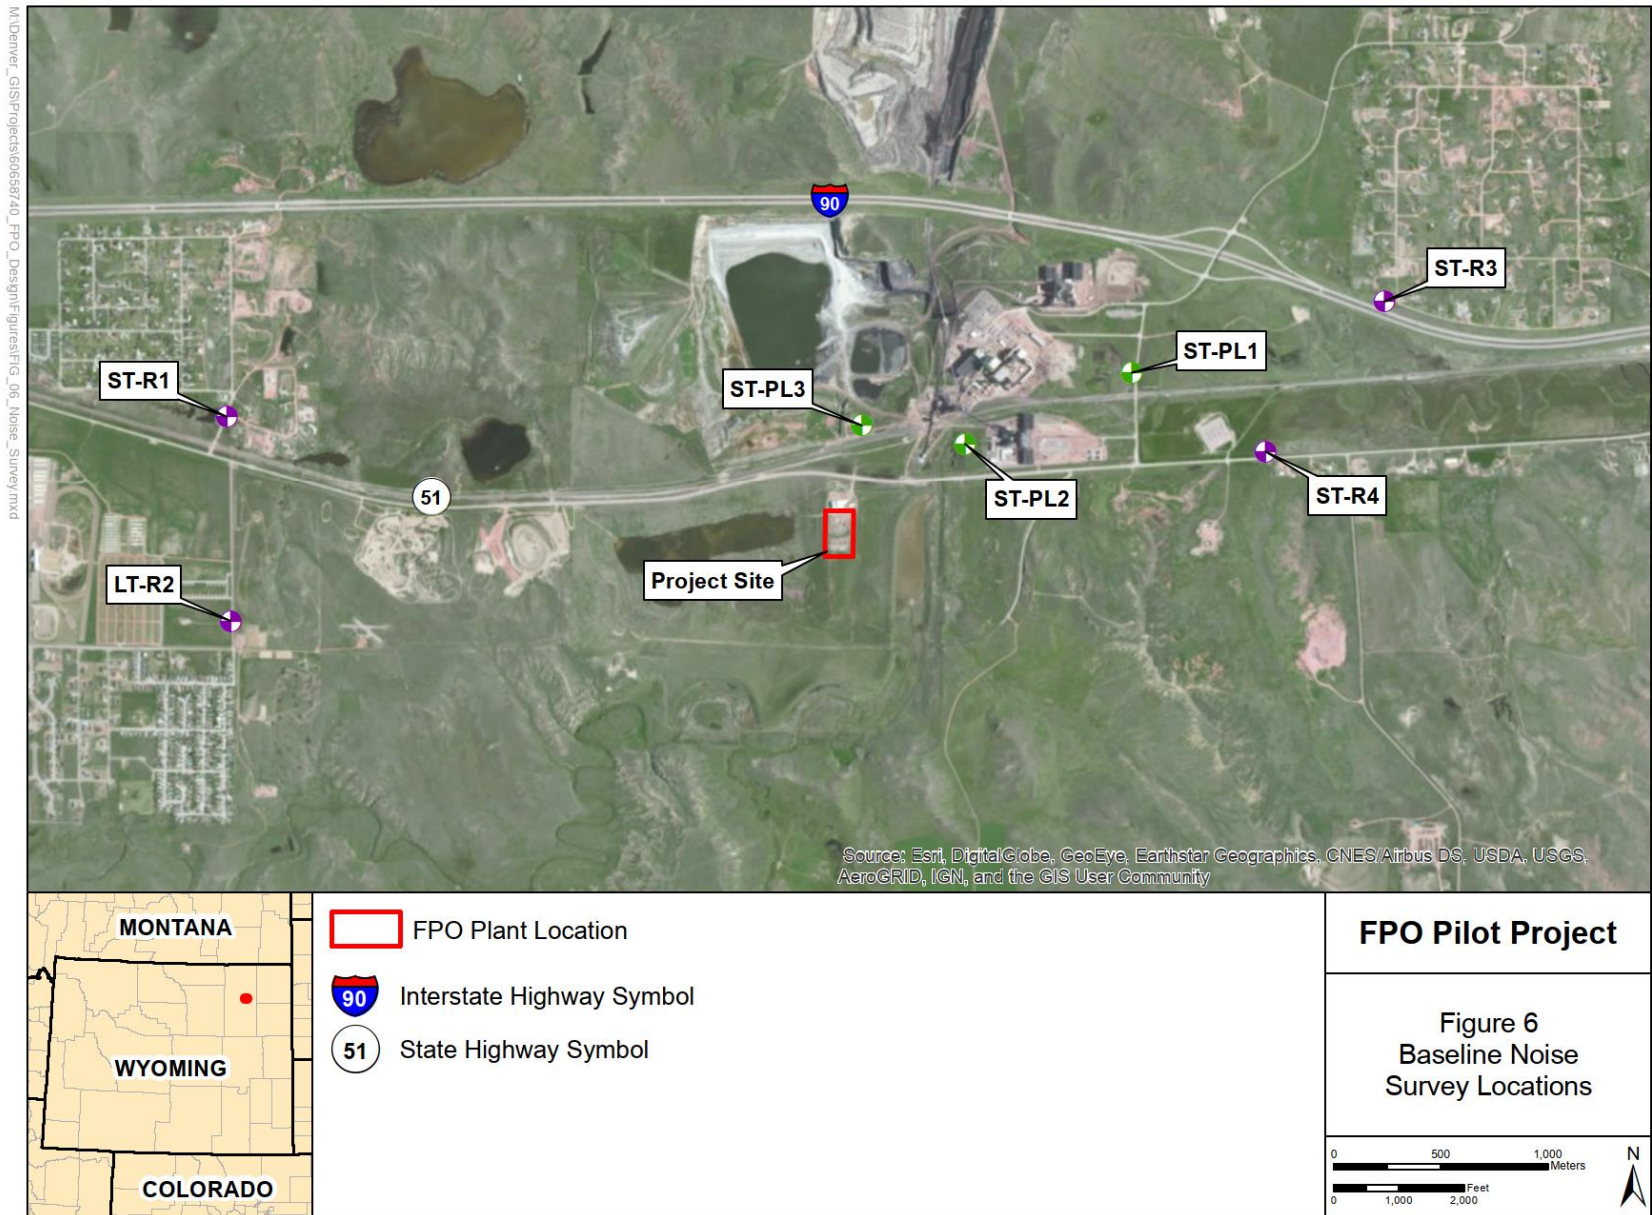 M:\Denver_GIS\Projects\60658740_FPO_Design\Figures\FIG_06_Noise_Survey.mxd
90
ST-R3
ST-PL1
ST-R1
ST-PL3
51
ST-PL2
ST-R4
Project Site
LT-R2
Source: Esri, DigitalGlobe, GeoEye, Earthstar Geographics, CNES/Airbus DS, USDA, USGS,
AeroGRID, IGN, and the GIS User Community
MONTANA
WYOMING
COLORADO
FPO Plant Location
90 Interstate Highway Symbol
51 State Highway Symbol
FPO Pilot Project
Figure 6
Baseline Noise
Survey Locations
0 500 1,000
Meters
Feet
0 1,000 2,000
N